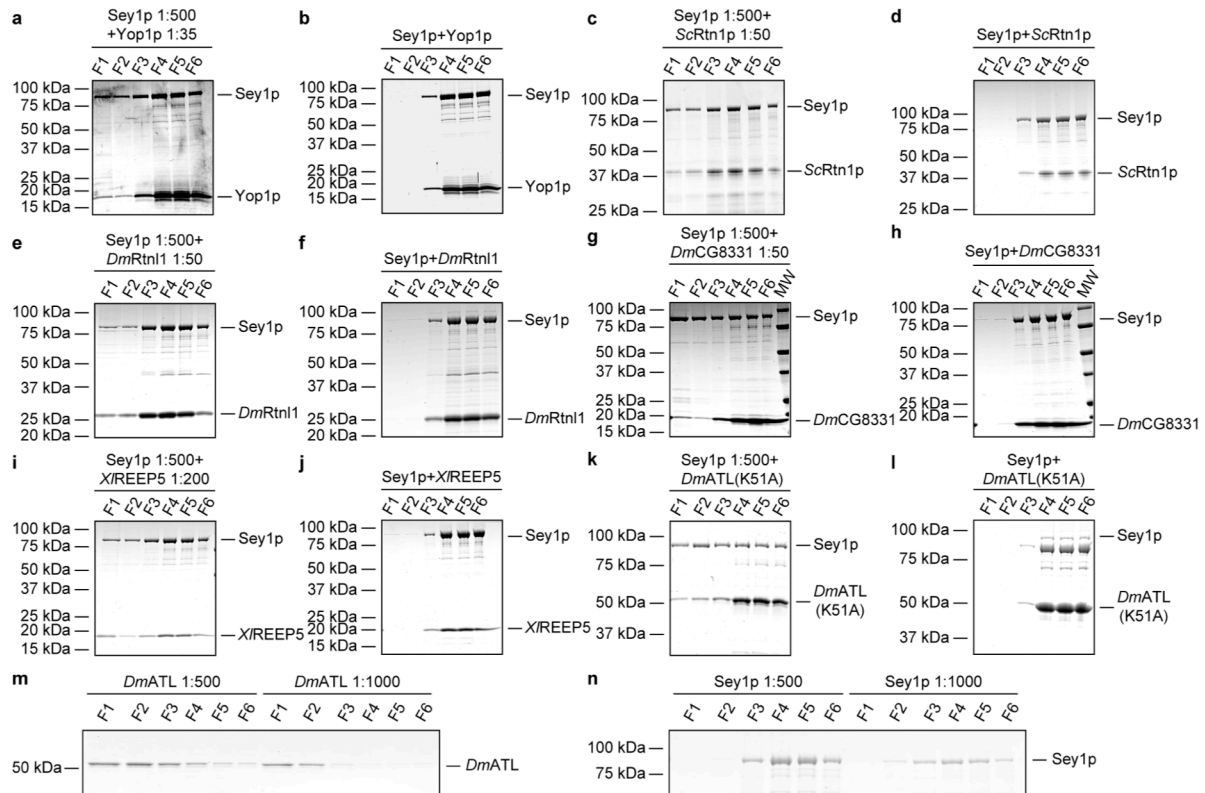 a
Sey1p 1:500
+Yop1p 1:35
F1 F2 F3 F4 F5 F6
100 kDa
75 kDa
50 kDa
37 kDa
25 kDa
20 kDa
15 kDa
Sey1p
Yop1p
b
Sey1p+Yop1p
F1 F2 F3 F4 F5 F6
100 kDa
75 kDa
50 kDa
37 kDa
25 kDa
20 kDa
15 kDa
Sey1p
Yop1p
c
Sey1p 1:500+
ScRtn1p 1:50
F1 F2 F3 F4 F5 F6
100 kDa
75 kDa
50 kDa
37 kDa
25 kDa
Sey1p
ScRtn1p
d
Sey1p+ScRtn1p
F1 F2 F3 F4 F5 F6
100 kDa
75 kDa
50 kDa
37 kDa
25 kDa
Sey1p
ScRtn1p
e
Sey1p 1:500+
DmRtnl1 1:50
F1 F2 F3 F4 F5 F6
100 kDa
75 kDa
50 kDa
37 kDa
25 kDa
20 kDa
Sey1p
DmRtnl1
f
Sey1p+DmRtnl1
F1 F2 F3 F4 F5 F6
100 kDa
75 kDa
50 kDa
37 kDa
25 kDa
20 kDa
Sey1p
DmRtnl1
g
Sey1p 1:500+
DmCG8331 1:50
F1 F2 F3 F4 F5 F6 MW
100 kDa
75 kDa
50 kDa
37 kDa
25 kDa
20 kDa
15 kDa
Sey1p
DmCG8331
h
Sey1p+DmCG8331
F1 F2 F3 F4 F5 F6 MW
100 kDa
75 kDa
50 kDa
37 kDa
25 kDa
20 kDa
Sey1p
DmCG8331
i
Sey1p 1:500+
XlREEP5 1:200
F1 F2 F3 F4 F5 F6
100 kDa
75 kDa
50 kDa
37 kDa
25 kDa
20 kDa
15 kDa
Sey1p
XlREEP5
j
Sey1p+XlREEP5
F1 F2 F3 F4 F5 F6
100 kDa
75 kDa
50 kDa
37 kDa
25 kDa
20 kDa
15 kDa
Sey1p
XlREEP5
k
Sey1p 1:500+
DmATL(K51A)
F1 F2 F3 F4 F5 F6
100 kDa
75 kDa
50 kDa
37 kDa
Sey1p
DmATL
(K51A)
l
Sey1p+
DmATL(K51A)
F1 F2 F3 F4 F5 F6
100 kDa
75 kDa
50 kDa
37 kDa
Sey1p
DmATL
(K51A)
m
DmATL 1:500 DmATL 1:1000
F1 F2 F3 F4 F5 F6 F1 F2 F3 F4 F5 F6
50 kDa
DmATL
n
Sey1p 1:500 Sey1p 1:1000
F1 F2 F3 F4 F5 F6 F1 F2 F3 F4 F5 F6
100 kDa
75 kDa
Sey1p